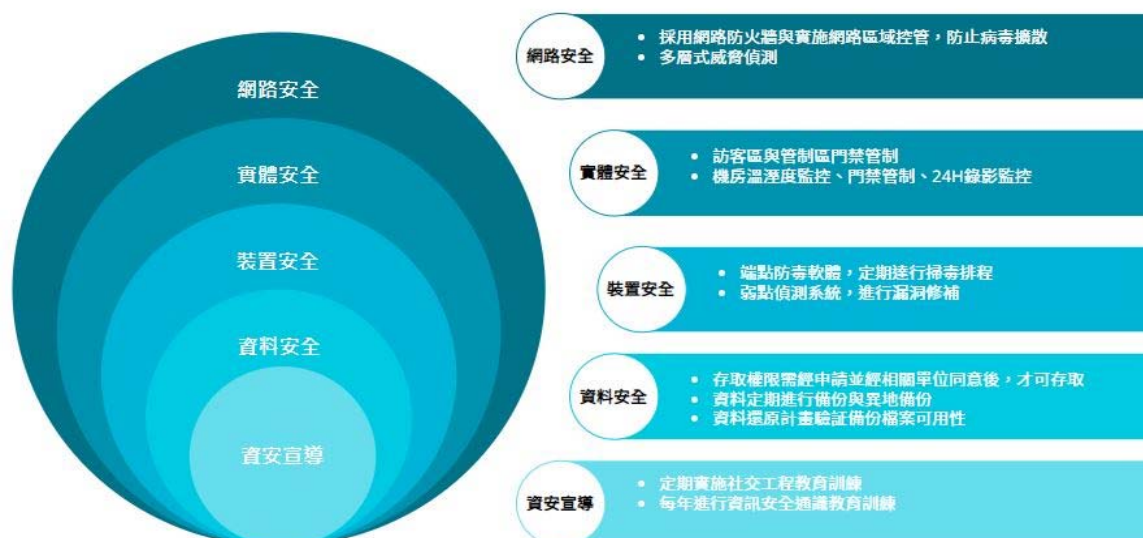 網路安全
實體安全
裝置安全
資料安全
資安宣導
網路安全
• 採用網路防火牆與實施網路區域控管，防止病毒擴散
• 多層式威脅偵測
實體安全
• 訪客區與管制區門禁管制
• 機房溫溼度監控、門禁管制、24H錄影監控
裝置安全
• 端點防毒軟體，定期逹行掃毒排程
• 弱點偵測系統，進行漏洞修補
資料安全
• 存取權限需經申請並經相關單位同意後，才可存取
• 資料定期進行備份與異地備份
• 資料還原計畫驗証備份檔案可用性
資安宣導
• 定期實施社交工程教育訓練
• 每年進行資訊安全通識教育訓練